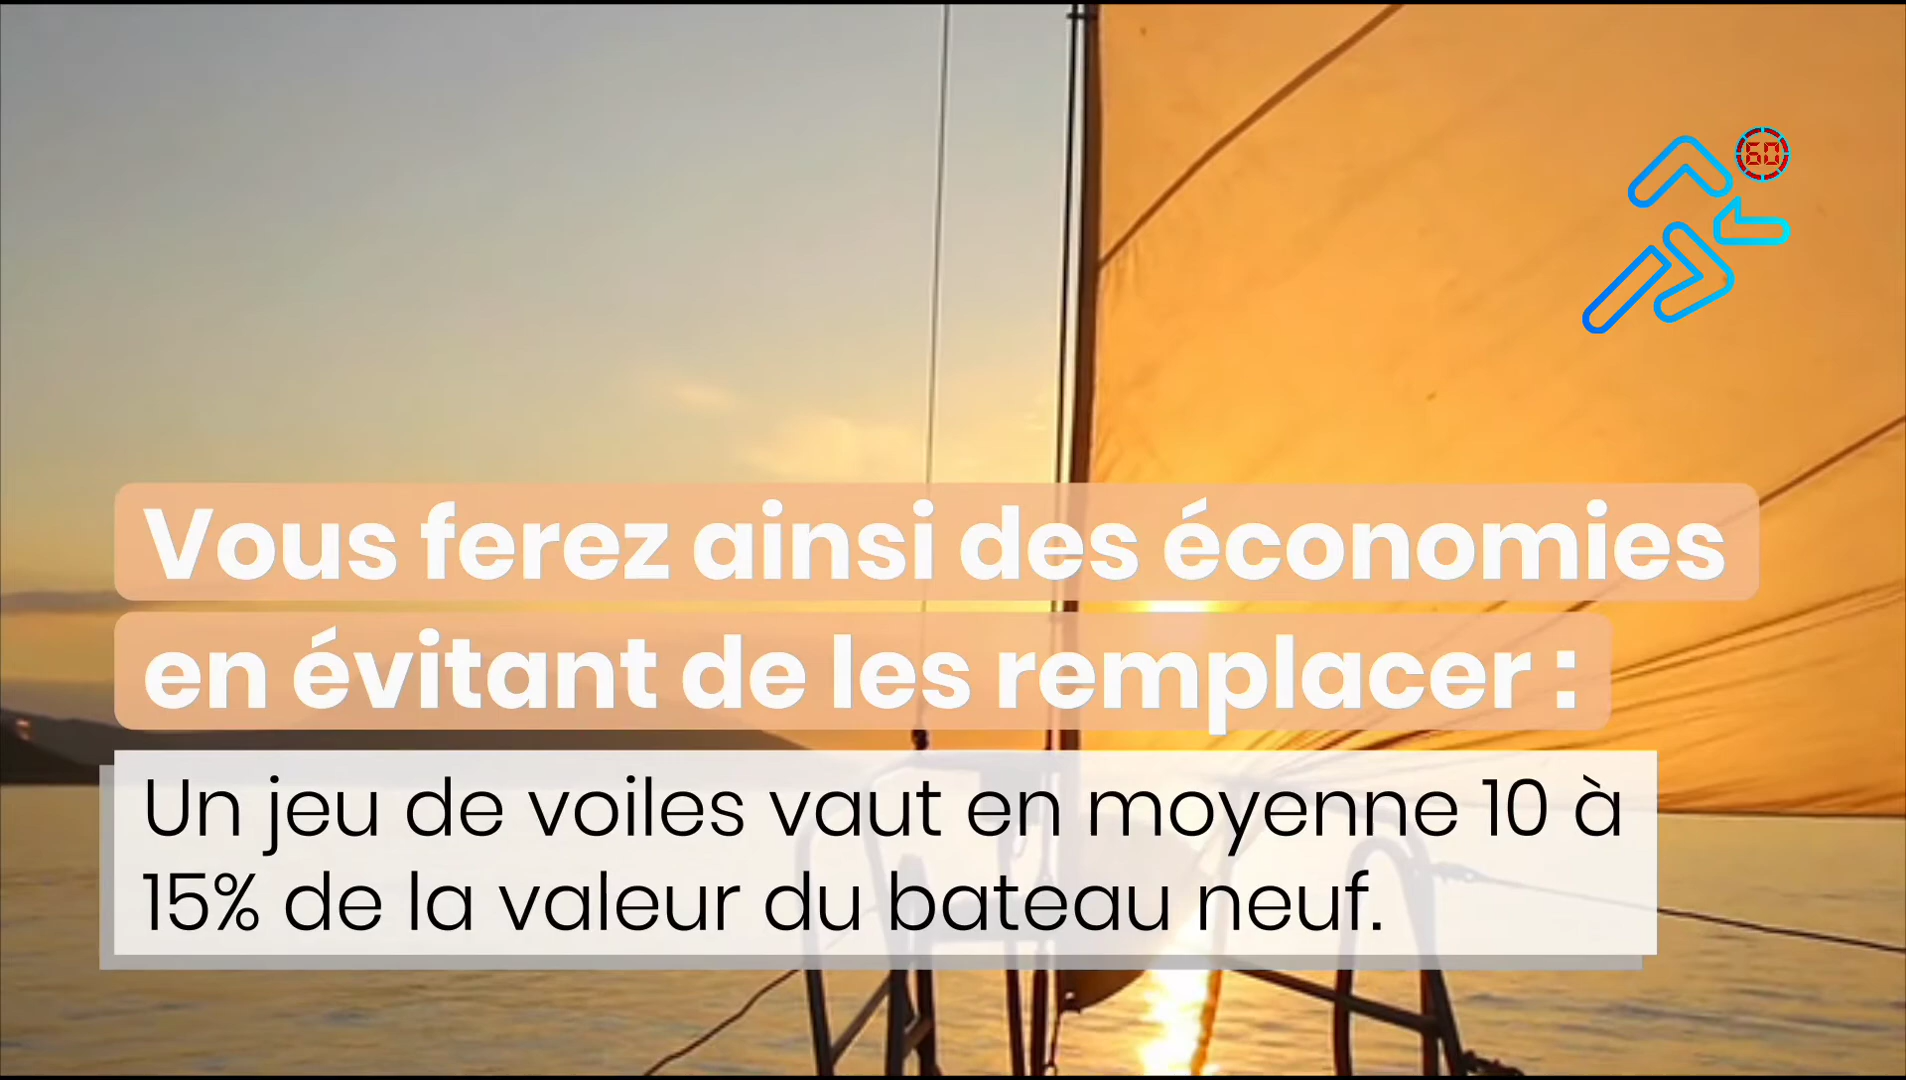 60
Vous ferez ainsi des économies
en évitant de les remplacer :
Un jeu de voiles vaut en moyenne 10 à
15% de la valeur du bateau neuf.